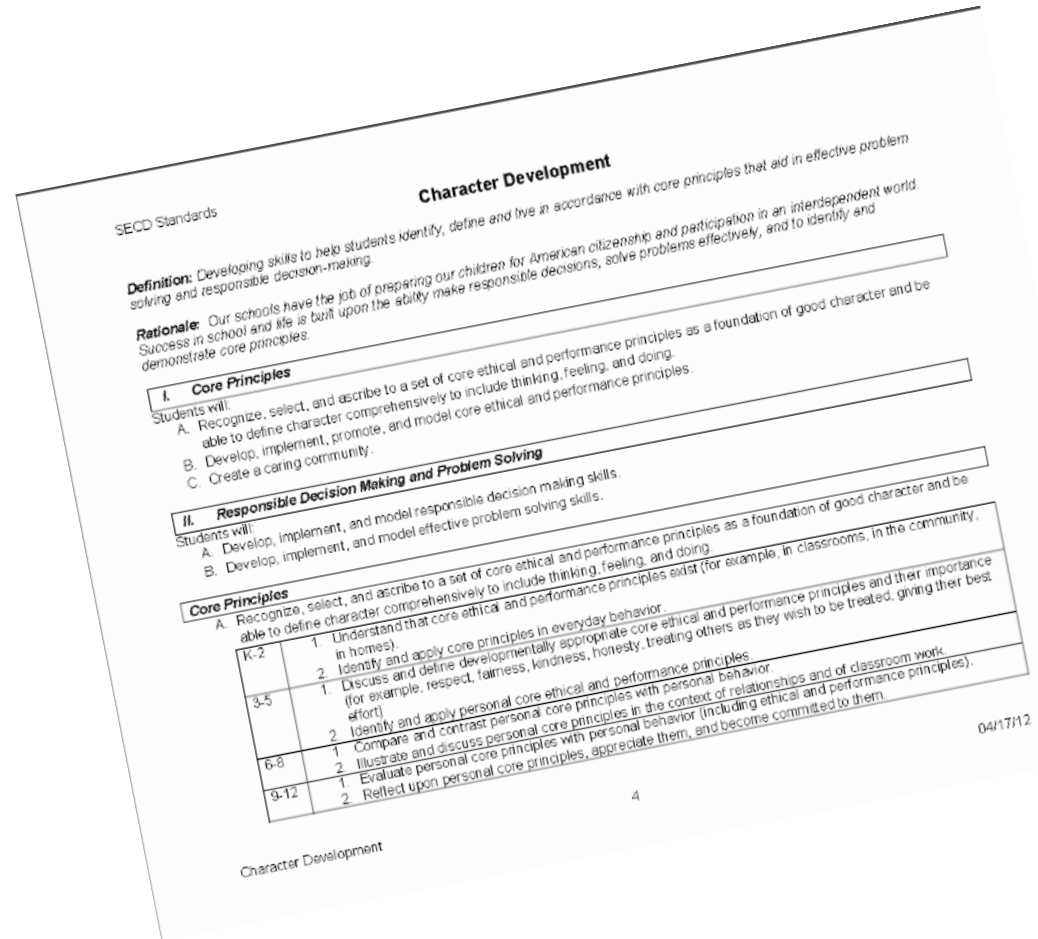 SECD Standards
Character Development
Definition: Developing skills to help students identify, define and live in accordance with core principles that aid in effective problem
solving and responsible decision-making.
Rationale: Our schools have the job of preparing our children for American citizenship and participation in an interdependent world.
Success in school and life is built upon the ability make responsible decisions, solve problems effectively, and to identify and
demonstrate core principles.
I. Core Principles
Students will:
A. Recognize, select, and ascribe to a set of core ethical and performance principles as a foundation of good character and be
able to define character comprehensively to include thinking, feeling, and doing.
B. Develop, implement, promote, and model core ethical and performance principles.
C. Create a caring community.
II. Responsible Decision Making and Problem Solving
Students will:
A. Develop, implement, and model responsible decision making skills.
B. Develop, implement, and model effective problem solving skills.
Core Principles
A. Recognize, select, and ascribe to a set of core ethical and performance principles as a foundation of good character and be
able to define character comprehensively to include thinking, feeling, and doing.
K-2 1. Understand that core ethical and performance principles exist (for example, in classrooms, in the community,
in homes).
2. Identify and apply core principles in everyday behavior.
3-5 1. Discuss and define developmentally appropriate core ethical and performance principles and their importance
(for example, respect, fairness, kindness, honesty, treating others as they wish to be treated, giving their best
effort)
2. Identify and apply personal core ethical and performance principles.
6-8 1. Compare and contrast personal core principles with personal behavior.
2. Illustrate and discuss personal core principles in the context of relationships and of classroom work.
9-12 1. Evaluate personal core principles with personal behavior (including ethical and performance principles).
2. Reflect upon personal core principles, appreciate them, and become committed to them.
04/17/12
4
Character Development